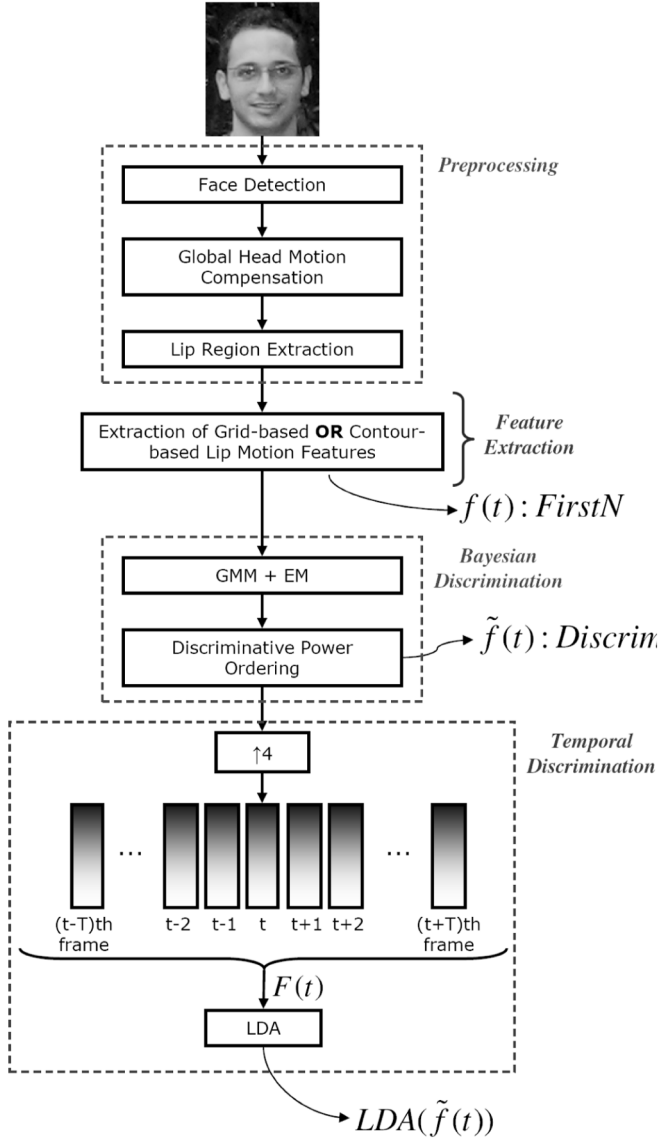 Preprocessing
Face Detection
Global Head Motion
Compensation
Lip Region Extraction
Extraction of Grid-based OR Contour-
based Lip Motion Features
Feature
Extraction
f(t) : FirstN
Bayesian
Discrimination
GMM + EM
Discriminative Power
Ordering
f̃(t) : Discrim
Temporal
Discrimination
↑4
... ...
(t-T)th
frame
t-2 t-1 t t+1 t+2
(t+T)th
frame
F(t)
LDA
LDA(f̃(t))